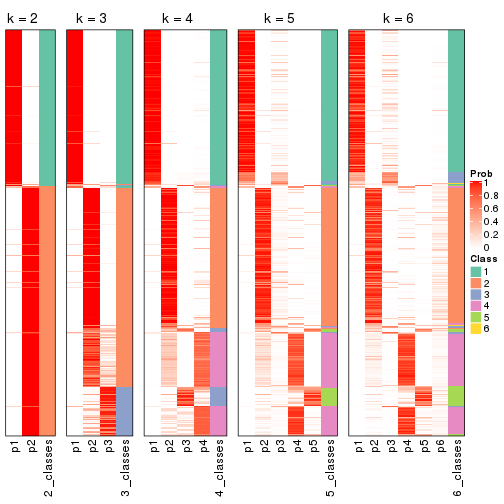 k = 2
k = 3
k = 4
k = 5
k = 6
Prob
1
0.8
0.6
0.4
0.2
0
Class
1
2
3
4
5
6
p1
p2
2_classes
p1
p2
p3
3_classes
p1
p2
p3
p4
4_classes
p1
p2
p3
p4
p5
5_classes
p1
p2
p3
p4
p5
p6
6_classes